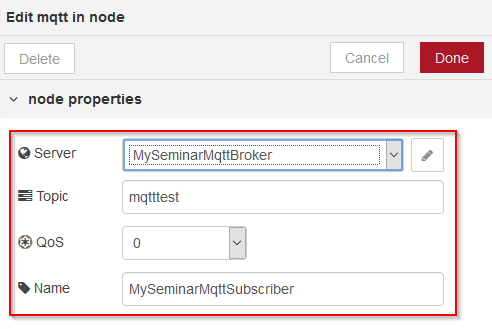 Edit mqtt in node
Delete Cancel Done
node properties
Server MySeminarMqttBroker
Topic mqtttest
QoS 0
Name MySeminarMqttSubscriber